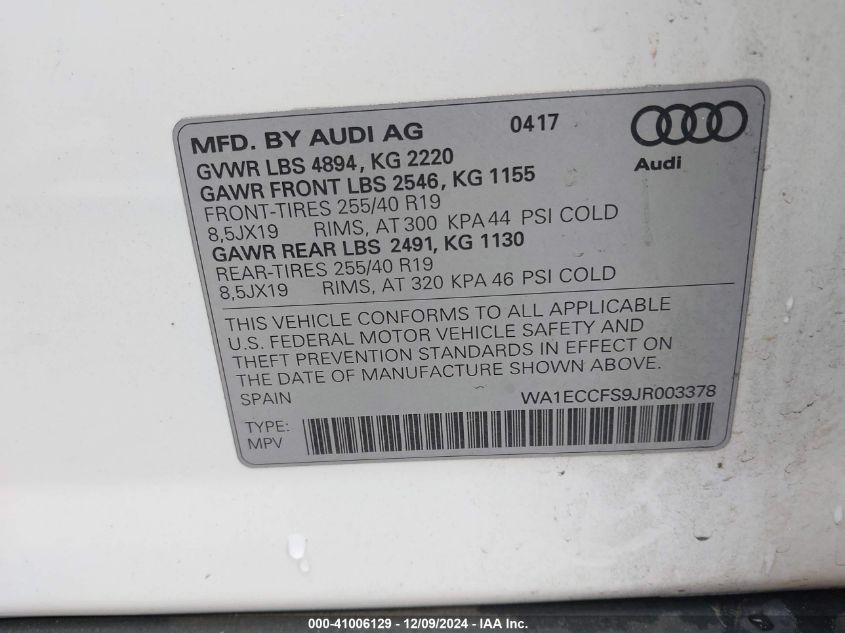 MFD. BY AUDI AG 0417
Audi
GVWR LBS 4894, KG 2220
GAWR FRONT LBS 2546, KG 1155
FRONT-TIRES 255/40 R19
8,5JX19 RIMS, AT 300 KPA 44 PSI COLD
GAWR REAR LBS 2491, KG 1130
REAR-TIRES 255/40 R19
8,5JX19 RIMS, AT 320 KPA 46 PSI COLD
THIS VEHICLE CONFORMS TO ALL APPLICABLE
U.S. FEDERAL MOTOR VEHICLE SAFETY AND
THEFT PREVENTION STANDARDS IN EFFECT ON
THE DATE OF MANUFACTURE SHOWN ABOVE.
SPAIN WA1ECCFS9JR003378
TYPE:
MPV
000-41006129 - 12/09/2024 - IAA Inc.